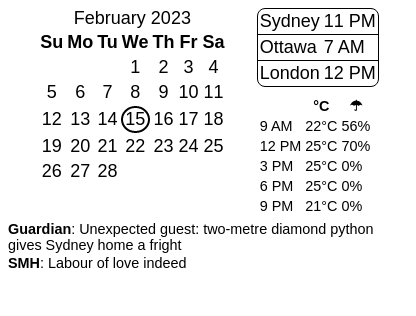 February 2023
Su Mo Tu We Th Fr Sa
1 2 3 4
5 6 7 8 9 10 11
12 13 14 15 16 17 18
19 20 21 22 23 24 25
26 27 28
Sydney 11 PM
Ottawa 7 AM
London 12 PM
°C ☂
9 AM 22°C 56%
12 PM 25°C 70%
3 PM 25°C 0%
6 PM 25°C 0%
9 PM 21°C 0%
Guardian: Unexpected guest: two-metre diamond python
gives Sydney home a fright
SMH: Labour of love indeed